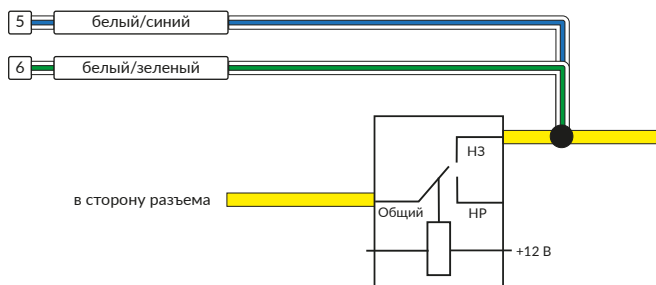 5 белый/синий
6 белый/зеленый
НЗ
в сторону разъема
Общий НР
+12 В